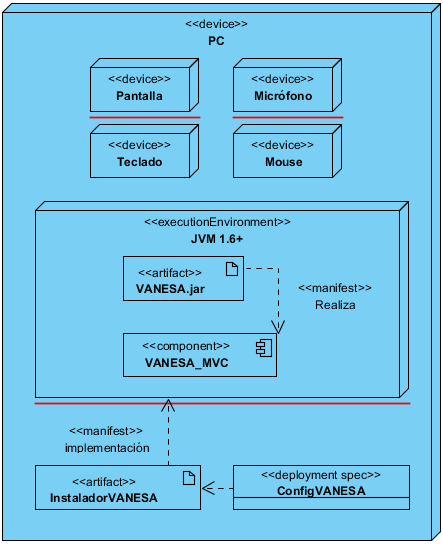 <<device>>
PC
<<device>>
Pantalla
<<device>>
Micrófono
<<device>>
Teclado
<<device>>
Mouse
<<executionEnvironment>>
JVM 1.6+
<<artifact>>
VANESA.jar
<<manifest>>
Realiza
<<component>>
VANESA_MVC
<<manifest>>
implementación
<<artifact>>
InstaladorVANESA
<<deployment spec>>
ConfigVANESA